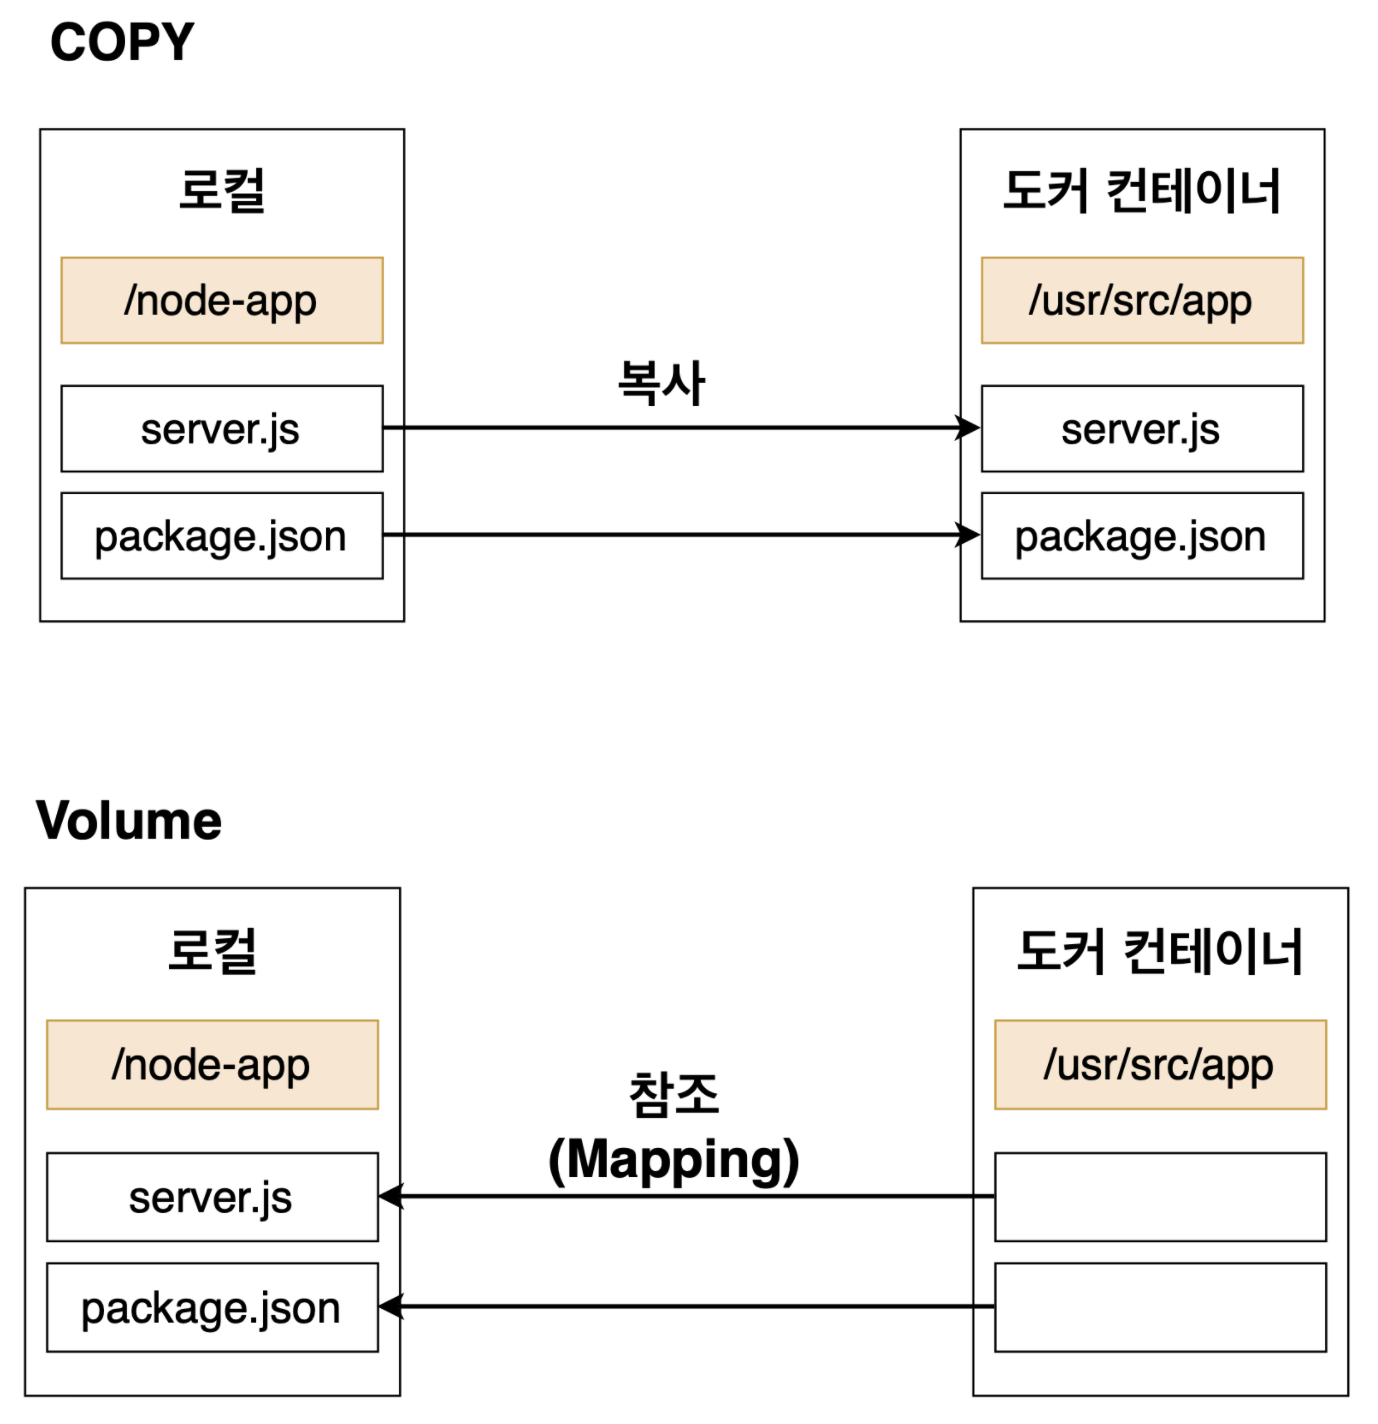 COPY
로컬
/node-app
server.js
package.json
복사
도커 컨테이너
/usr/src/app
server.js
package.json
Volume
로컬
/node-app
server.js
package.json
참조
(Mapping)
도커 컨테이너
/usr/src/app